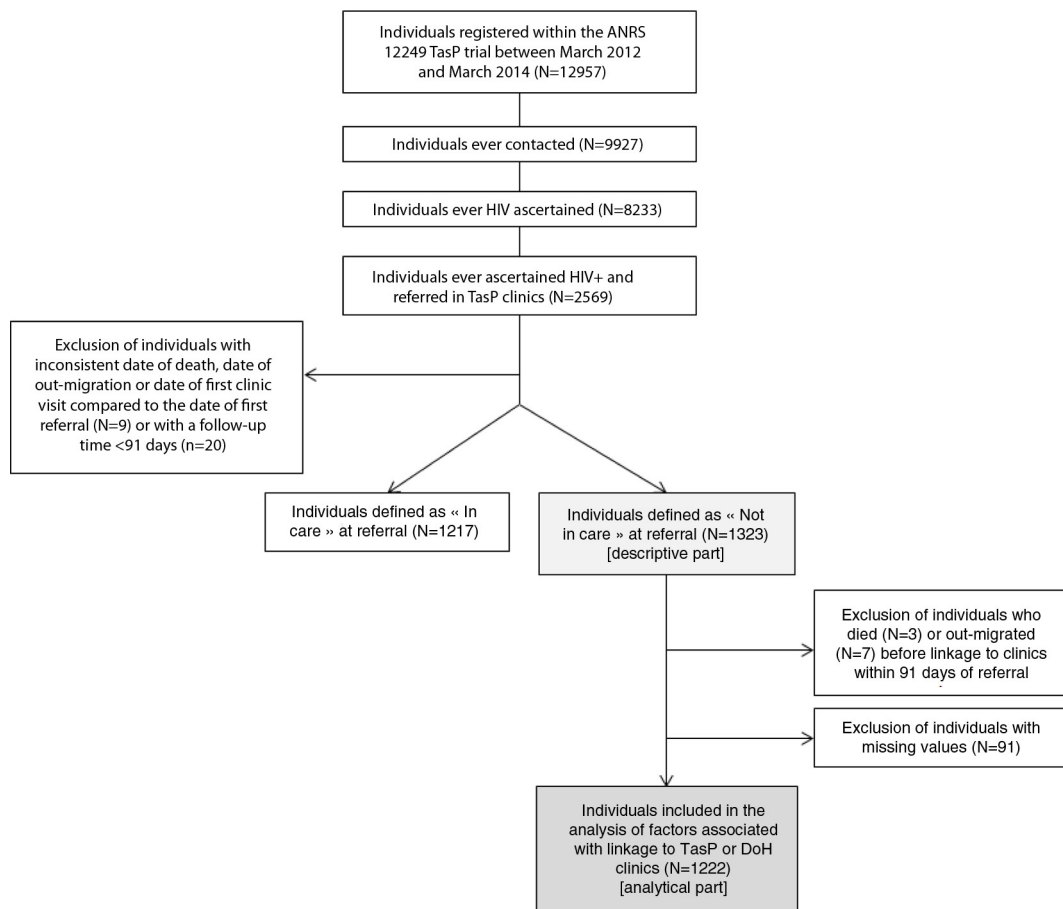 Individuals registered within the ANRS
12249 TasP trial between March 2012
and March 2014 (N=12957)
Individuals ever contacted (N=9927)
Individuals ever HIV ascertained (N=8233)
Individuals ever ascertained HIV+ and
referred in TasP clinics (N=2569)
Exclusion of individuals with
inconsistent date of death, date of
out-migration or date of first clinic
visit compared to the date of first
referral (N=9) or with a follow-up
time <91 days (n=20)
Individuals defined as « In
care » at referral (N=1217)
Individuals defined as « Not
in care » at referral (N=1323)
[descriptive part]
Exclusion of individuals who
died (N=3) or out-migrated
(N=7) before linkage to clinics
within 91 days of referral
Exclusion of individuals with
missing values (N=91)
Individuals included in the
analysis of factors associated
with linkage to TasP or DoH
clinics (N=1222)
[analytical part]